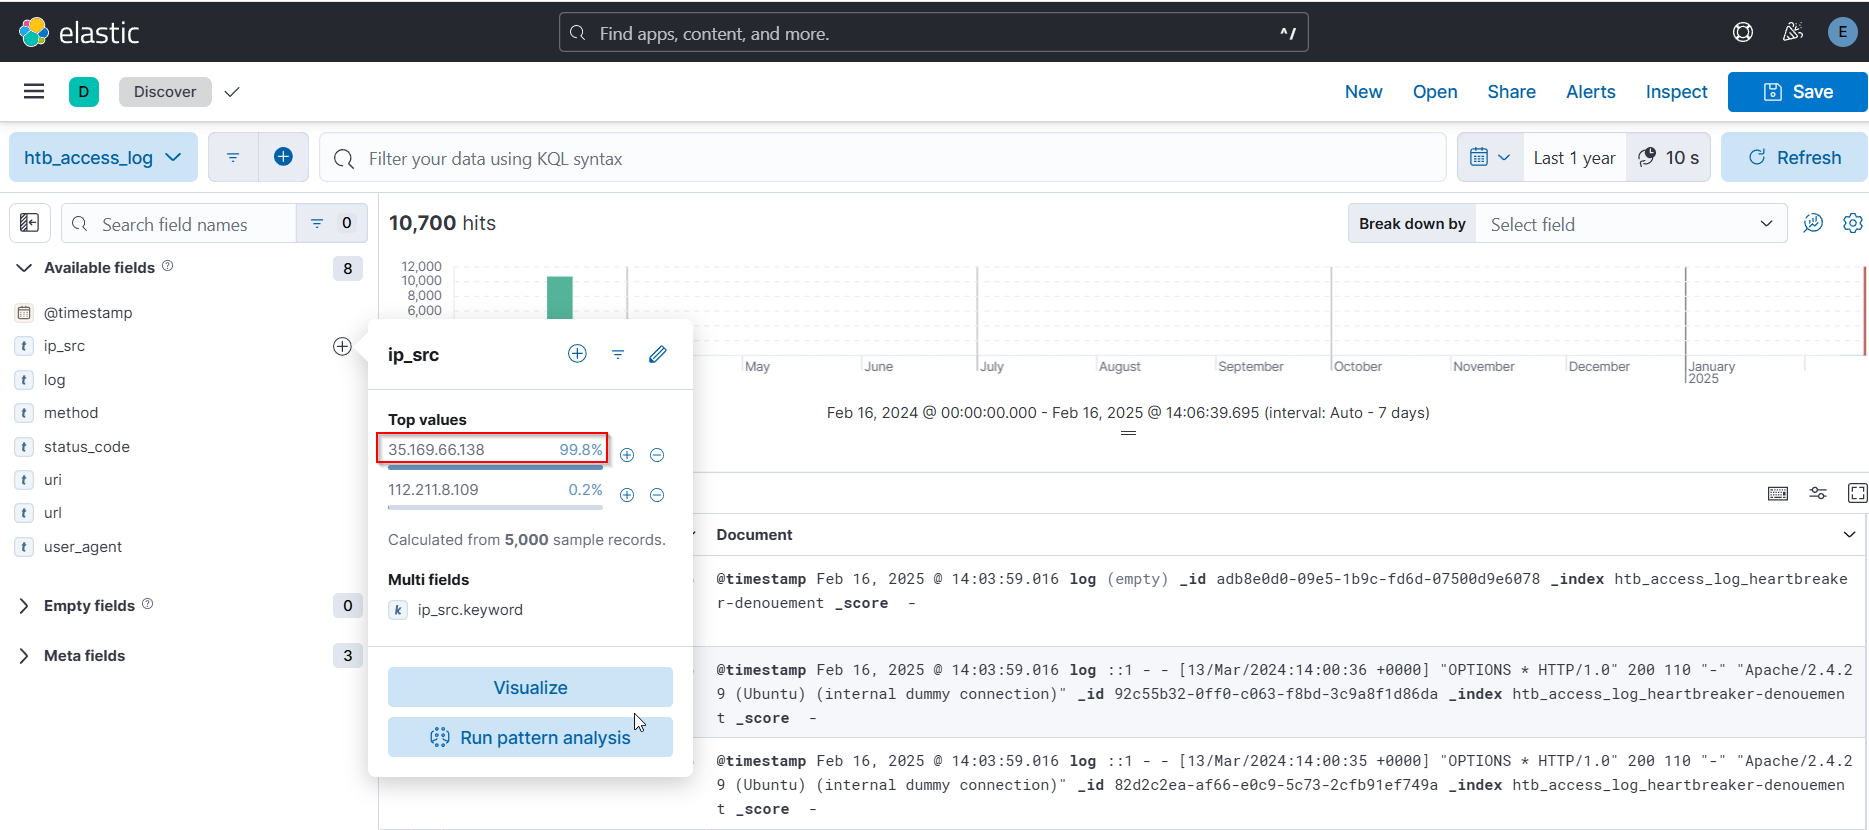 elastic
Find apps, content, and more.
^/
E
D
Discover
New
Open
Share
Alerts
Inspect
Save
htb_access_log
Filter your data using KQL syntax
Last 1 year
10 s
Refresh
Search field names
0
10,700 hits
Break down by
Select field
Available fields
8
@timestamp
t ip_src
t log
t method
t status_code
t uri
t url
t user_agent
Empty fields
0
Meta fields
3
12,000
10,000
8,000
6,000
May
June
July
August
September
October
November
December
January
2025
Feb 16, 2024 @ 00:00:00.000 - Feb 16, 2025 @ 14:06:39.695 (interval: Auto - 7 days)
ip_src
Top values
35.169.66.138 99.8%
112.211.8.109 0.2%
Calculated from 5,000 sample records.
Multi fields
k ip_src.keyword
Visualize
Run pattern analysis
Document
@timestamp Feb 16, 2025 @ 14:03:59.016 log (empty) _id adb8e0d0-09e5-1b9c-fd6d-07500d9e6078 _index htb_access_log_heartbreake
r-denouement _score -
@timestamp Feb 16, 2025 @ 14:03:59.016 log ::1 - - [13/Mar/2024:14:00:36 +0000] "OPTIONS * HTTP/1.0" 200 110 "-" "Apache/2.4.2
9 (Ubuntu) (internal dummy connection)" _id 92c55b32-0ff0-c063-f8bd-3c9a8f1d86da _index htb_access_log_heartbreaker-denouemen
t _score -
@timestamp Feb 16, 2025 @ 14:03:59.016 log ::1 - - [13/Mar/2024:14:00:35 +0000] "OPTIONS * HTTP/1.0" 200 110 "-" "Apache/2.4.2
9 (Ubuntu) (internal dummy connection)" _id 82d2c2ea-af66-e0c9-5c73-2cfb91ef749a _index htb_access_log_heartbreaker-denouemen
t _score -